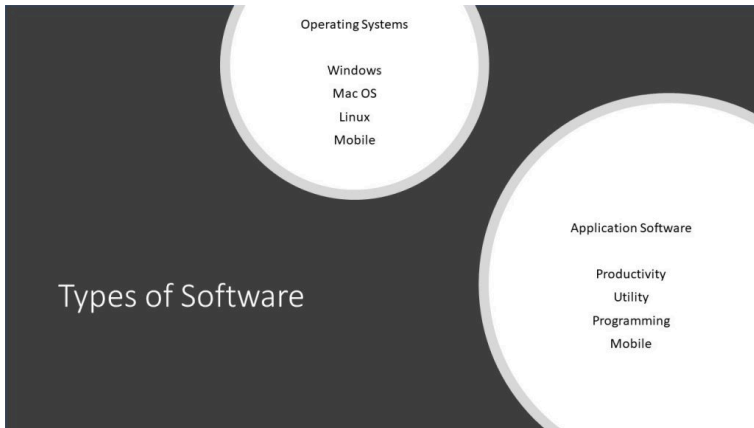 Operating Systems
Windows
Mac OS
Linux
Mobile
Types of Software
Application Software
Productivity
Utility
Programming
Mobile